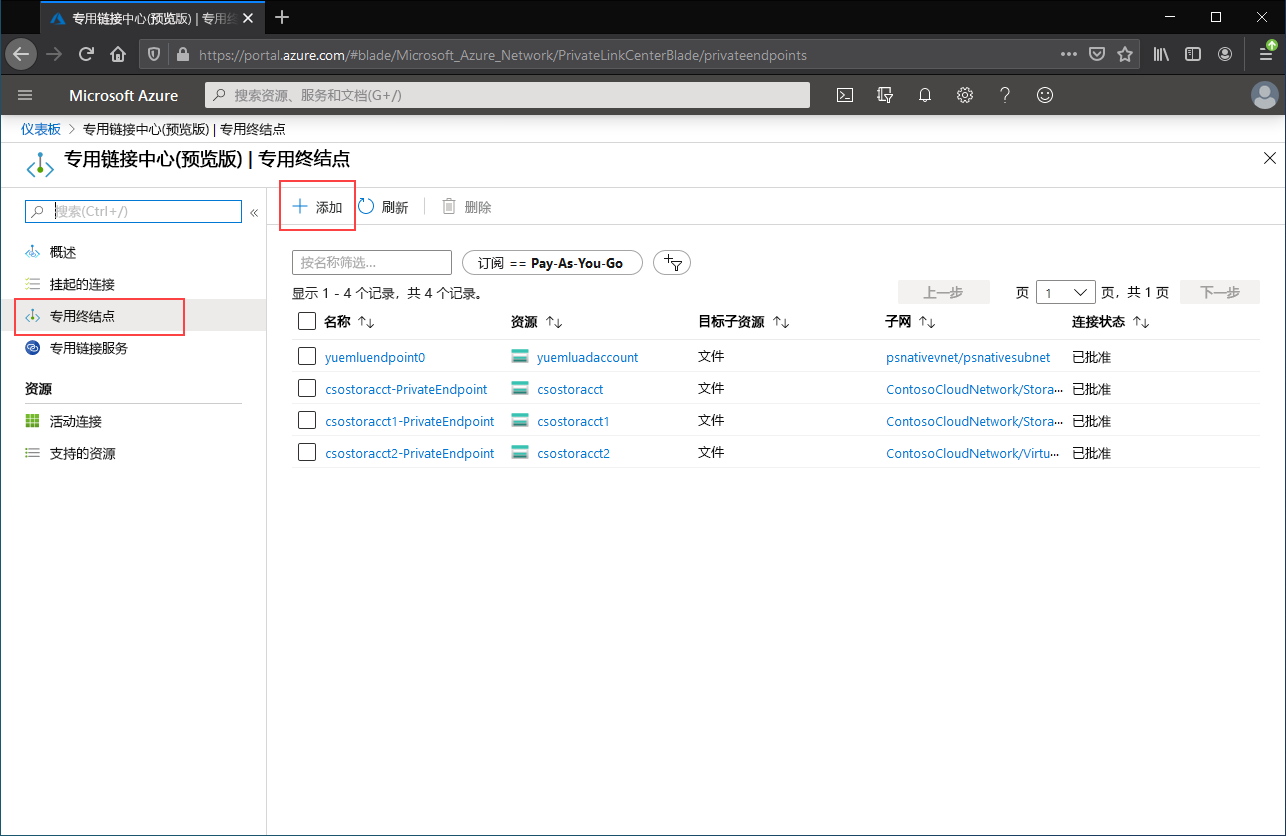 专用链接中心(预览版) | 专用终
https://portal.azure.com/#blade/Microsoft_Azure_Network/PrivateLinkCenterBlade/privateendpoints
Microsoft Azure
搜索资源、服务和文档(G+/)
仪表板 > 专用链接中心(预览版) | 专用终结点
专用链接中心(预览版) | 专用终结点
搜索(Ctrl+/)
概述
挂起的连接
专用终结点
专用链接服务
资源
活动连接
支持的资源
添加 刷新 删除
按名称筛选... 订阅 == Pay-As-You-Go
显示 1 - 4 个记录，共 4 个记录。
上一步 页 1 页，共 1 页 下一步
名称 资源 目标子资源 子网 连接状态
yuemluendpoint0 yuemluadaccount 文件 psnativevnet/psnativesubnet 已批准
csostoracct-PrivateEndpoint csostoracct 文件 ContosoCloudNetwork/Stora... 已批准
csostoracct1-PrivateEndpoint csostoracct1 文件 ContosoCloudNetwork/Stora... 已批准
csostoracct2-PrivateEndpoint csostoracct2 文件 ContosoCloudNetwork/Virtu... 已批准